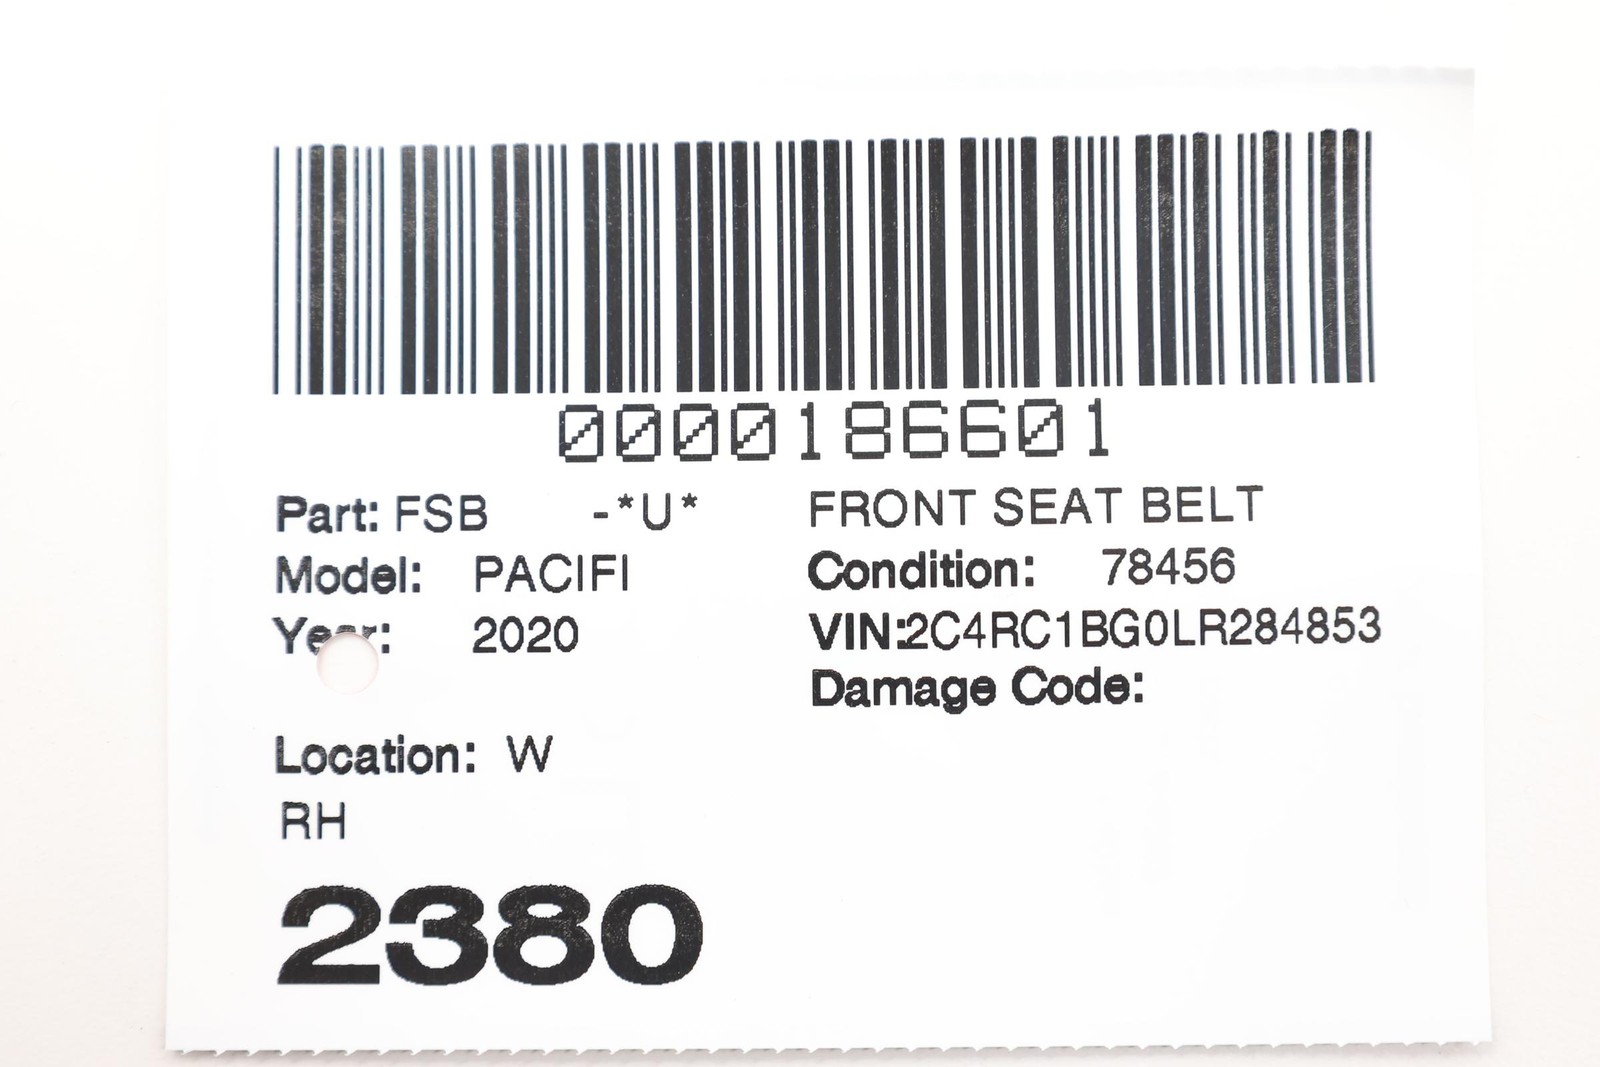 0000186601
Part: FSB -*U* FRONT SEAT BELT
Model: PACIFI Condition: 78456
Year: 2020 VIN:2C4RC1BG0LR284853
Damage Code:
Location: W
RH
2380